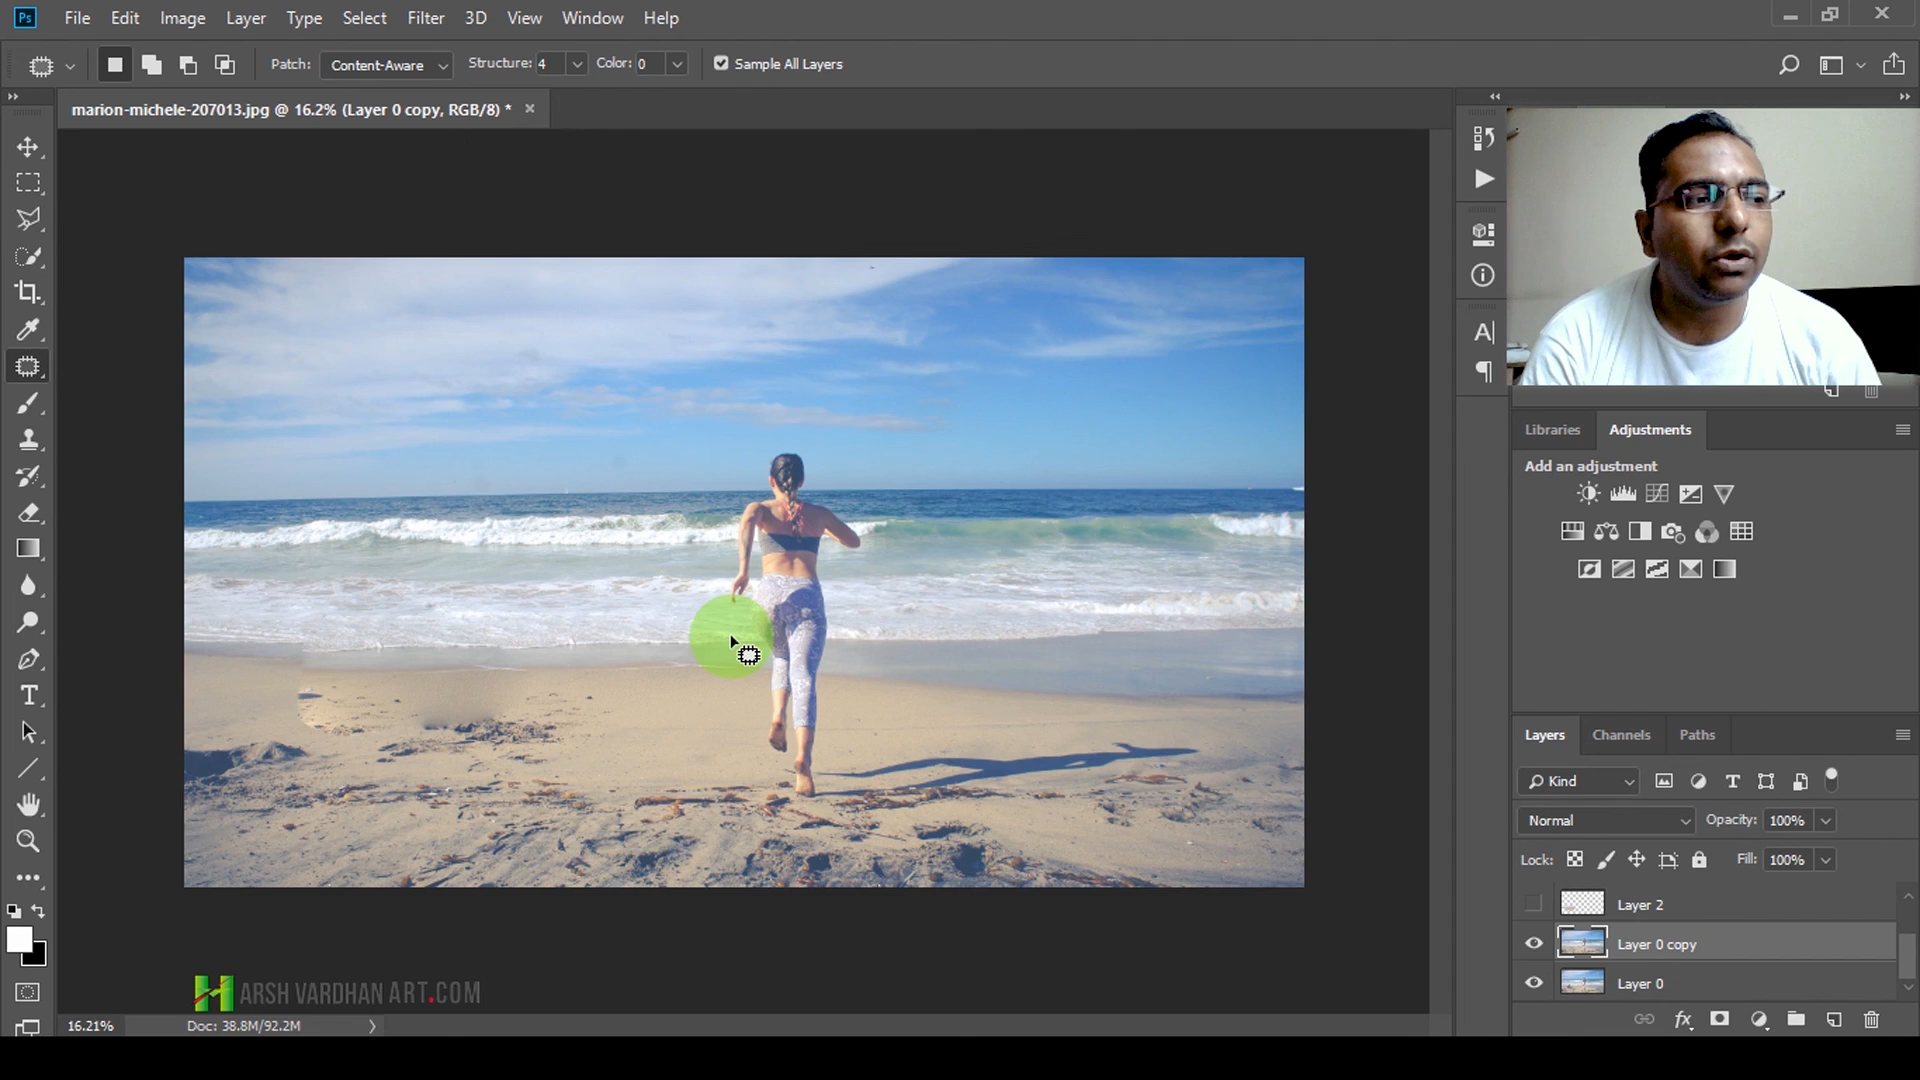 Ps File Edit Image Layer Type Select Filter 3D View Window Help
Patch: Content-Aware Structure: 4 Color: 0 Sample All Layers
marion-michele-207013.jpg @ 16.2% (Layer 0 copy, RGB/8) *
Libraries Adjustments
Add an adjustment
Layers Channels Paths
Kind
Normal Opacity: 100%
Lock: Fill: 100%
Layer 2
Layer 0 copy
Layer 0
fx
HARSH VARDHAN ART.COM
16.21% Doc: 38.8M/92.2M